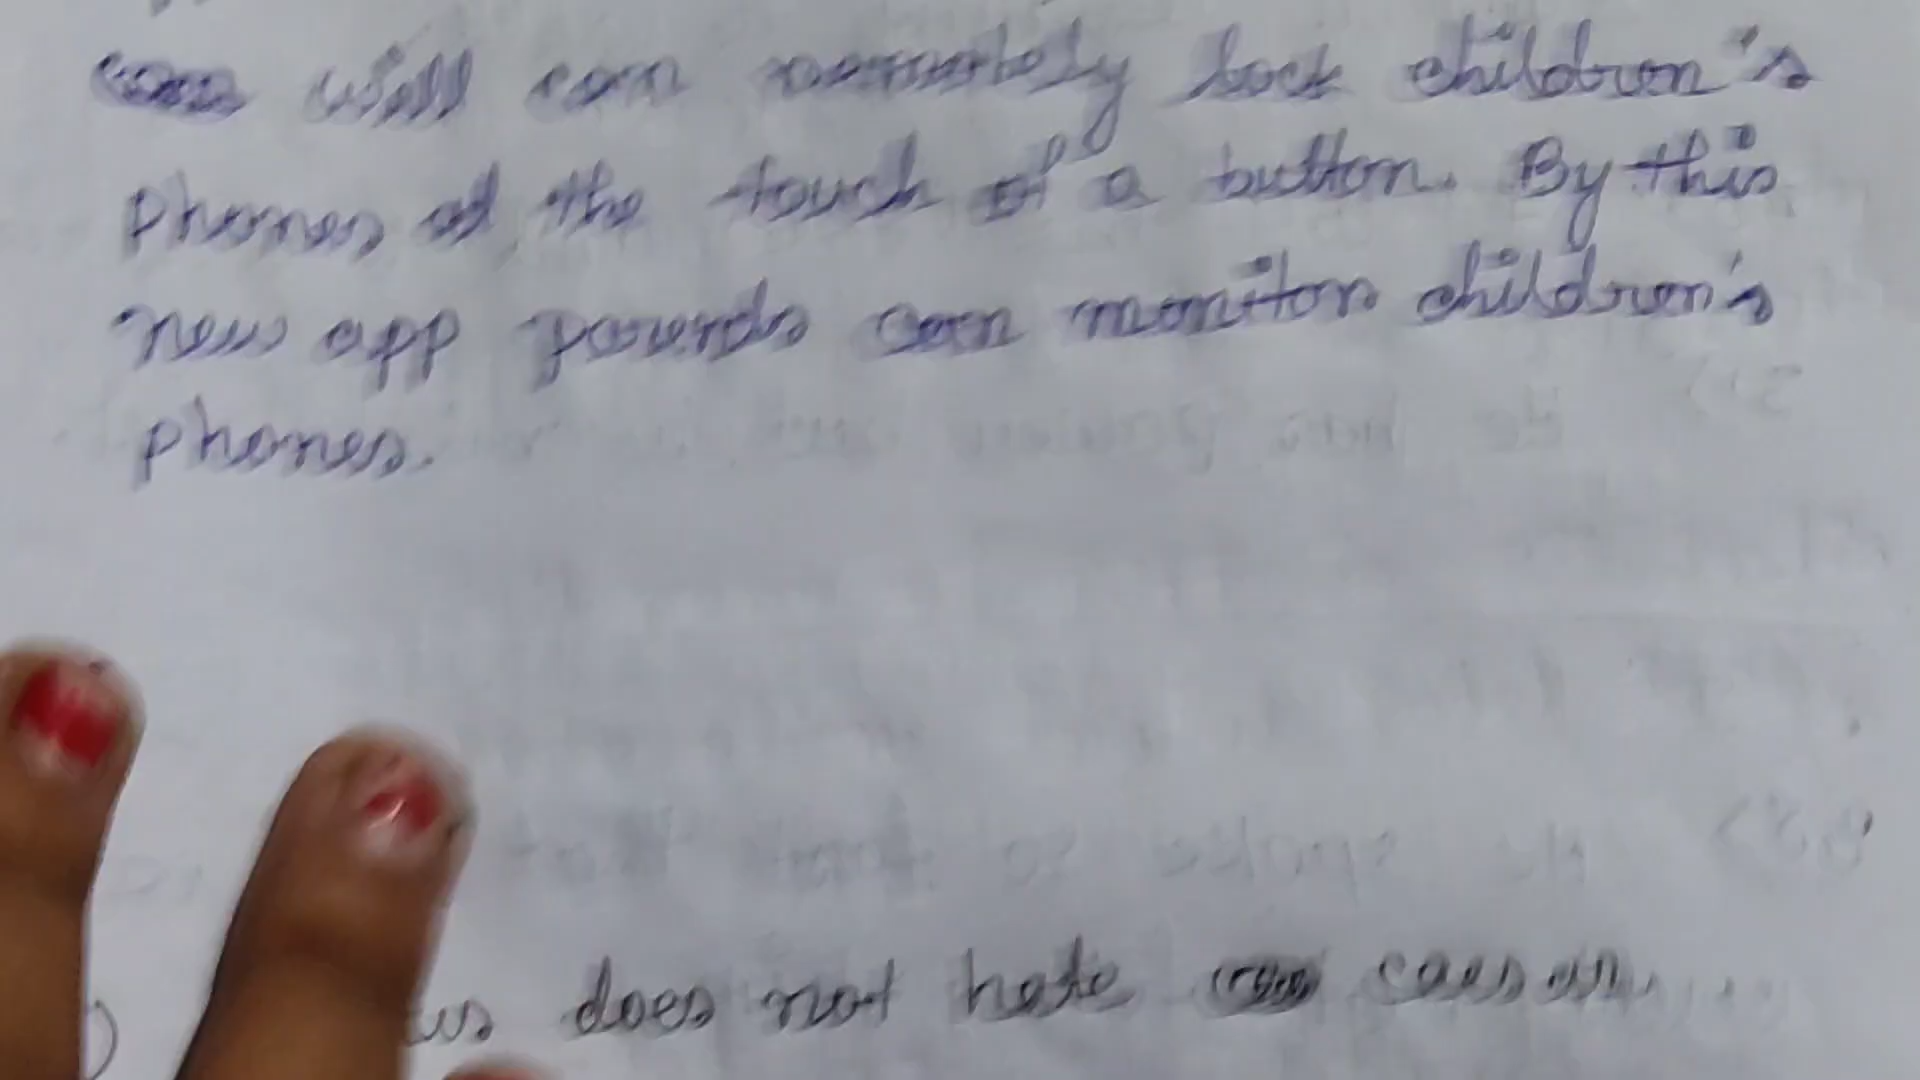 will can remotely lock children's
phones at the touch of a button. By this
new app parents can monitor children's
phones.
does not hate caesar